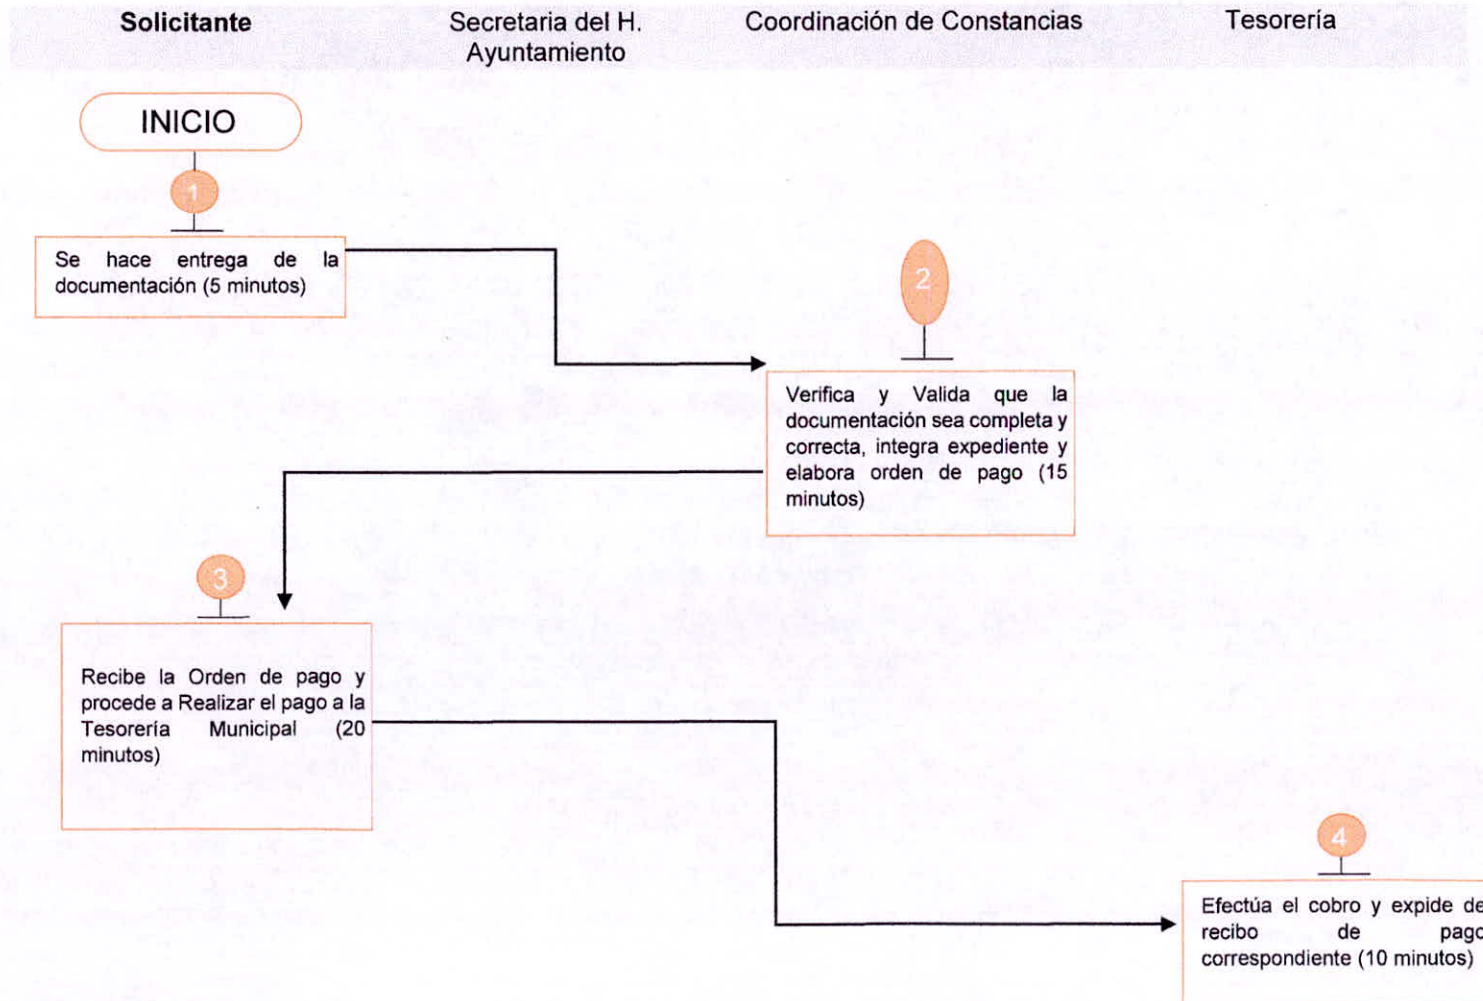 Solicitante
Secretaria del H.
Ayuntamiento
Coordinación de Constancias
Tesorería
INICIO
1
Se hace entrega de la
documentación (5 minutos)
2
Verifica y Valida que la
documentación sea completa y
correcta, integra expediente y
elabora orden de pago (15
minutos)
3
Recibe la Orden de pago y
procede a Realizar el pago a la
Tesorería Municipal (20
minutos)
4
Efectúa el cobro y expide de
recibo de pago
correspondiente (10 minutos)